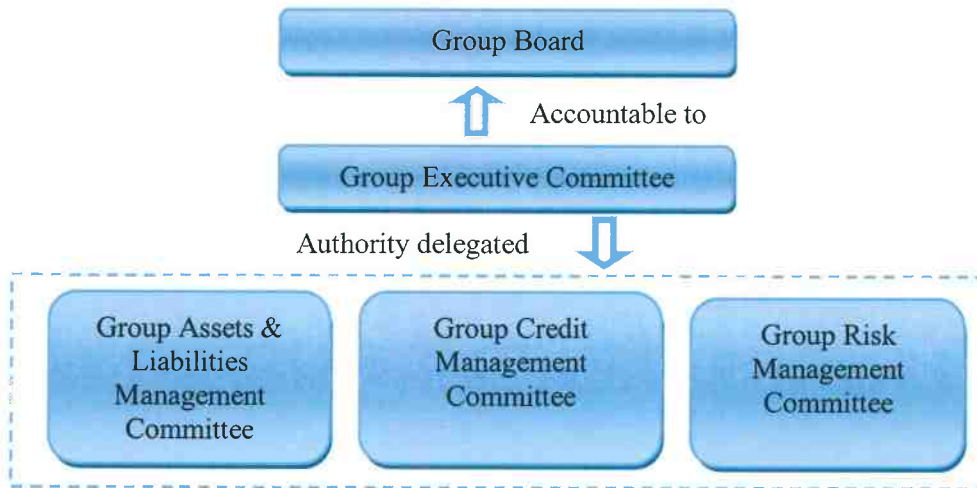 Group Board
Accountable to
Group Executive Committee
Authority delegated
Group Assets &
Liabilities
Management
Committee
Group Credit
Management
Committee
Group Risk
Management
Committee